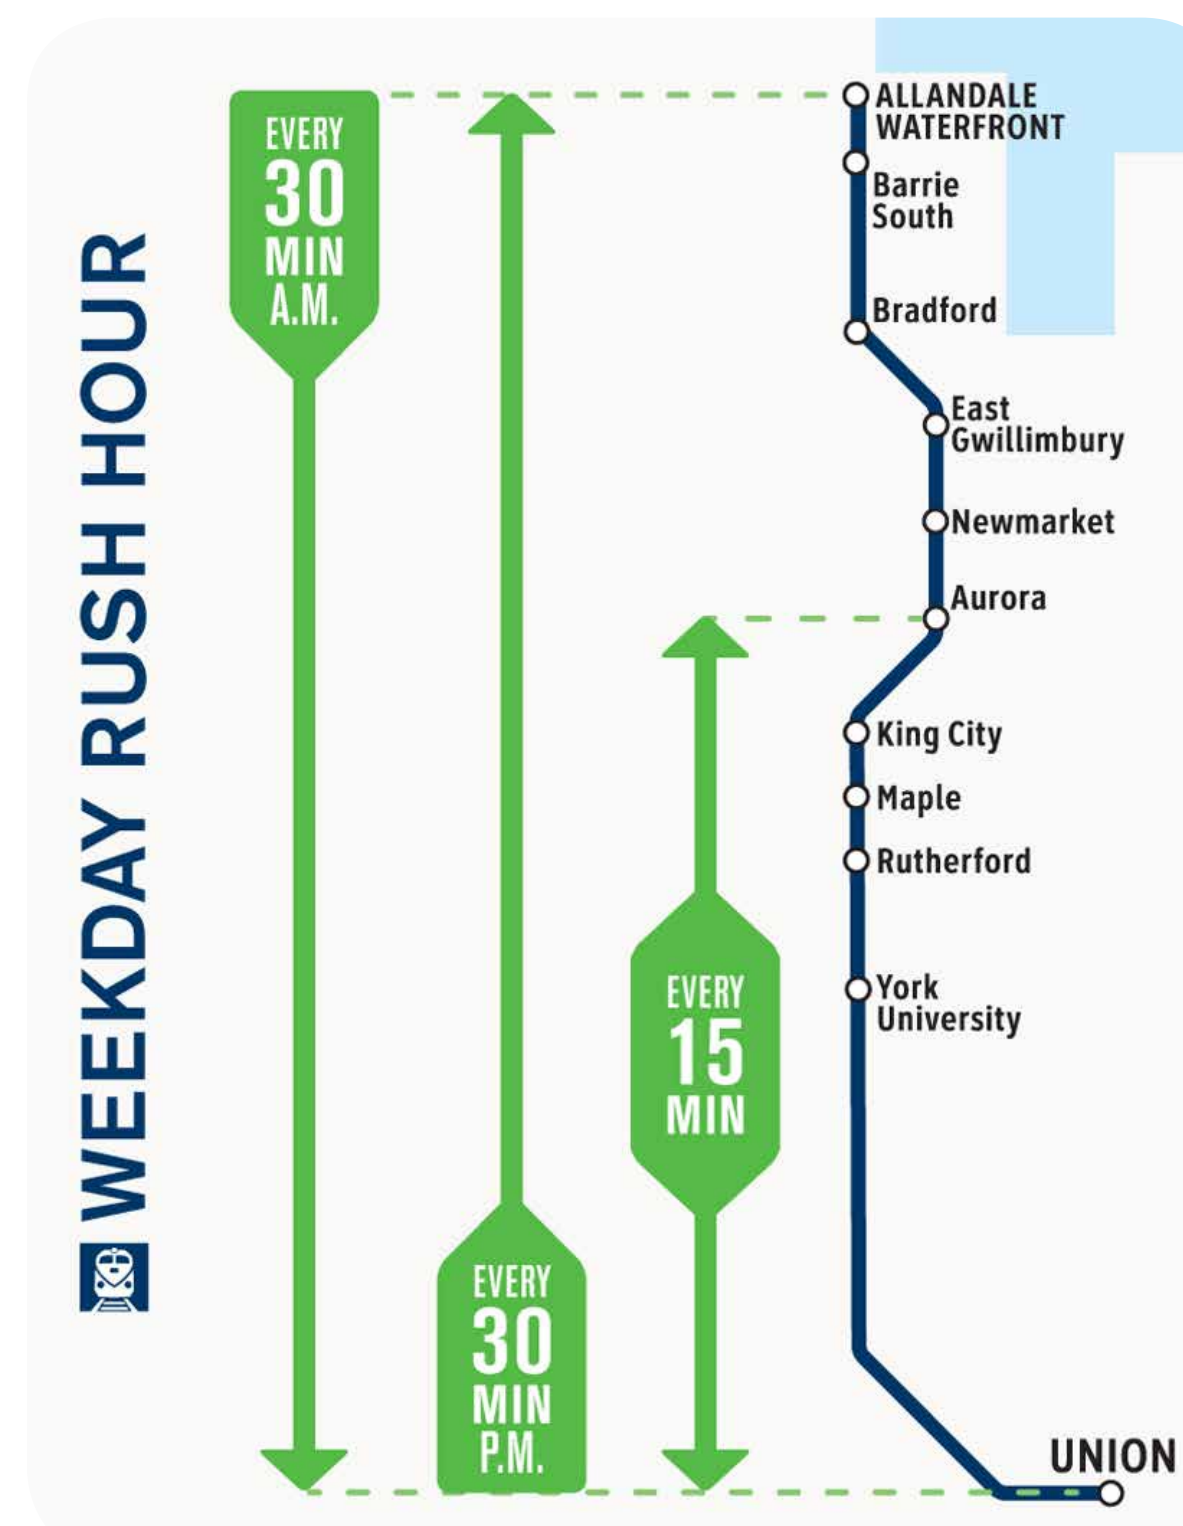 WEEKDAY RUSH HOUR
EVERY
30
MIN
A.M.
EVERY
30
MIN
P.M.
EVERY
15
MIN
ALLANDALE
WATERFRONT
Barrie
South
Bradford
East
Gwillimbury
Newmarket
Aurora
King City
Maple
Rutherford
York
University
UNION